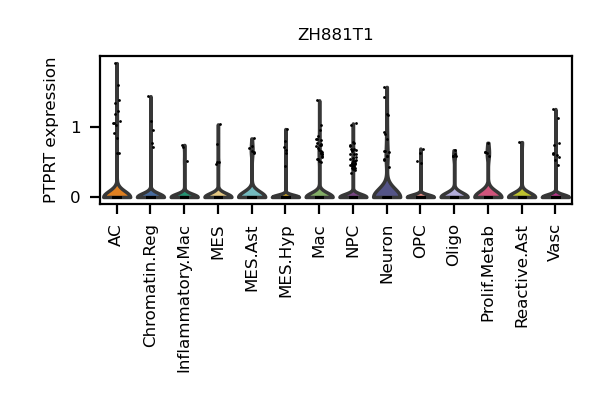 ZH881T1
PTPRT expression
1
0
AC
Chromatin.Reg
Inflammatory.Mac
MES
MES.Ast
MES.Hyp
Mac
NPC
Neuron
OPC
Oligo
Prolif.Metab
Reactive.Ast
Vasc